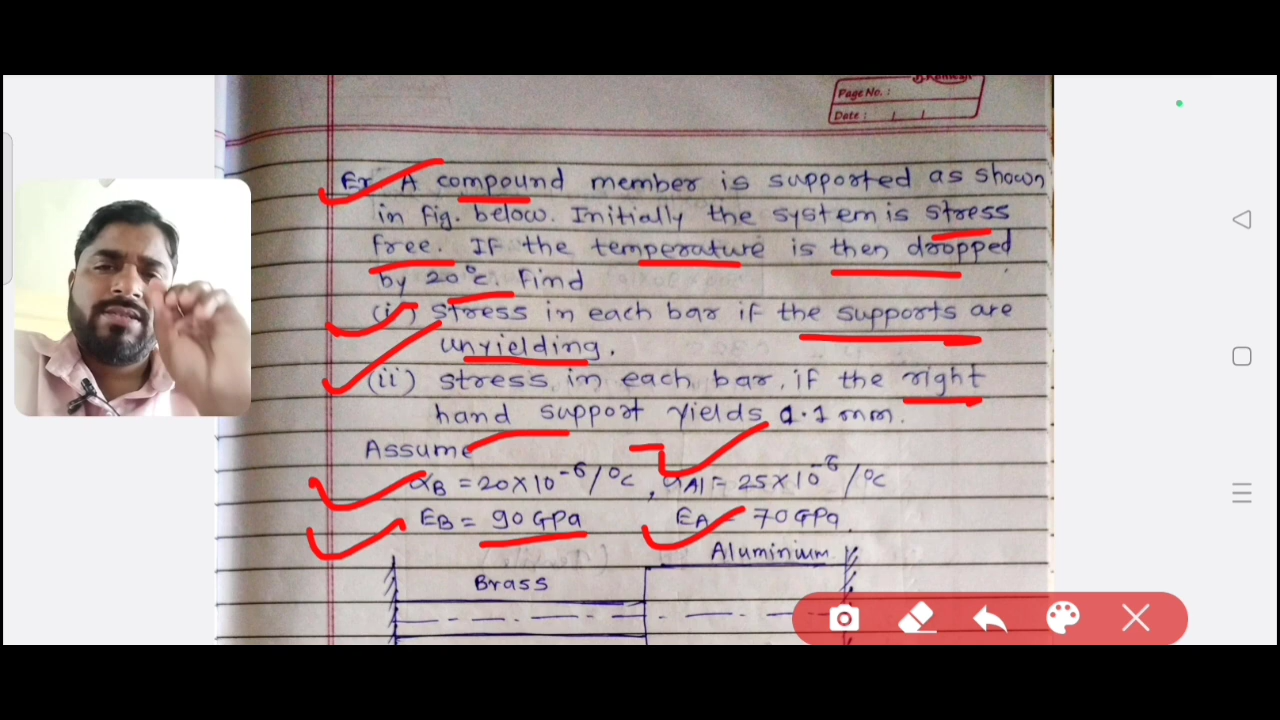 Page No. :
Date :
Ex. A compound member is supported as shown
in fig. below. Initially the system is stress
free. If the temperature is then dropped
by 20°c. Find
(i) stress in each bar if the supports are
unyielding.
(ii) stress in each bar, if the right
hand support yields 0.1 mm.
Assume
αB = 20×10⁻⁶/°c , αAl = 25×10⁻⁶/°c
EB = 90 GPa EA = 70 GPa.
Aluminium
Brass